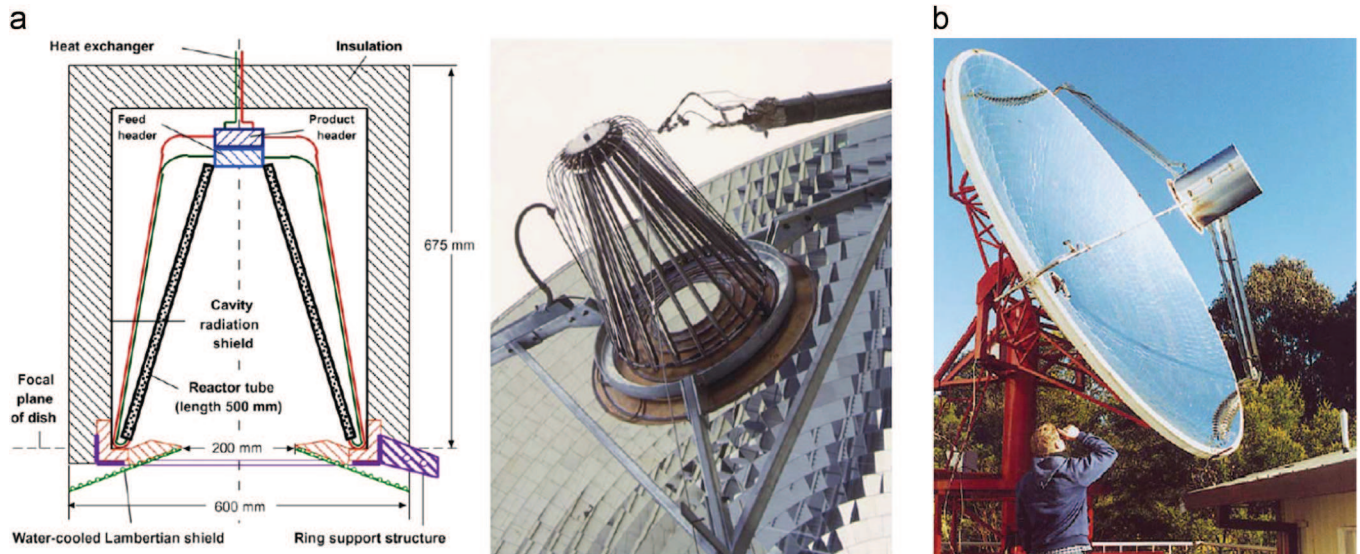 a
b
Heat exchanger
Insulation
Feed
header
Product
header
675 mm
Cavity
radiation
shield
Focal
plane
of dish
Reactor tube
(length 500 mm)
200 mm
600 mm
Water-cooled Lambertian shield
Ring support structure